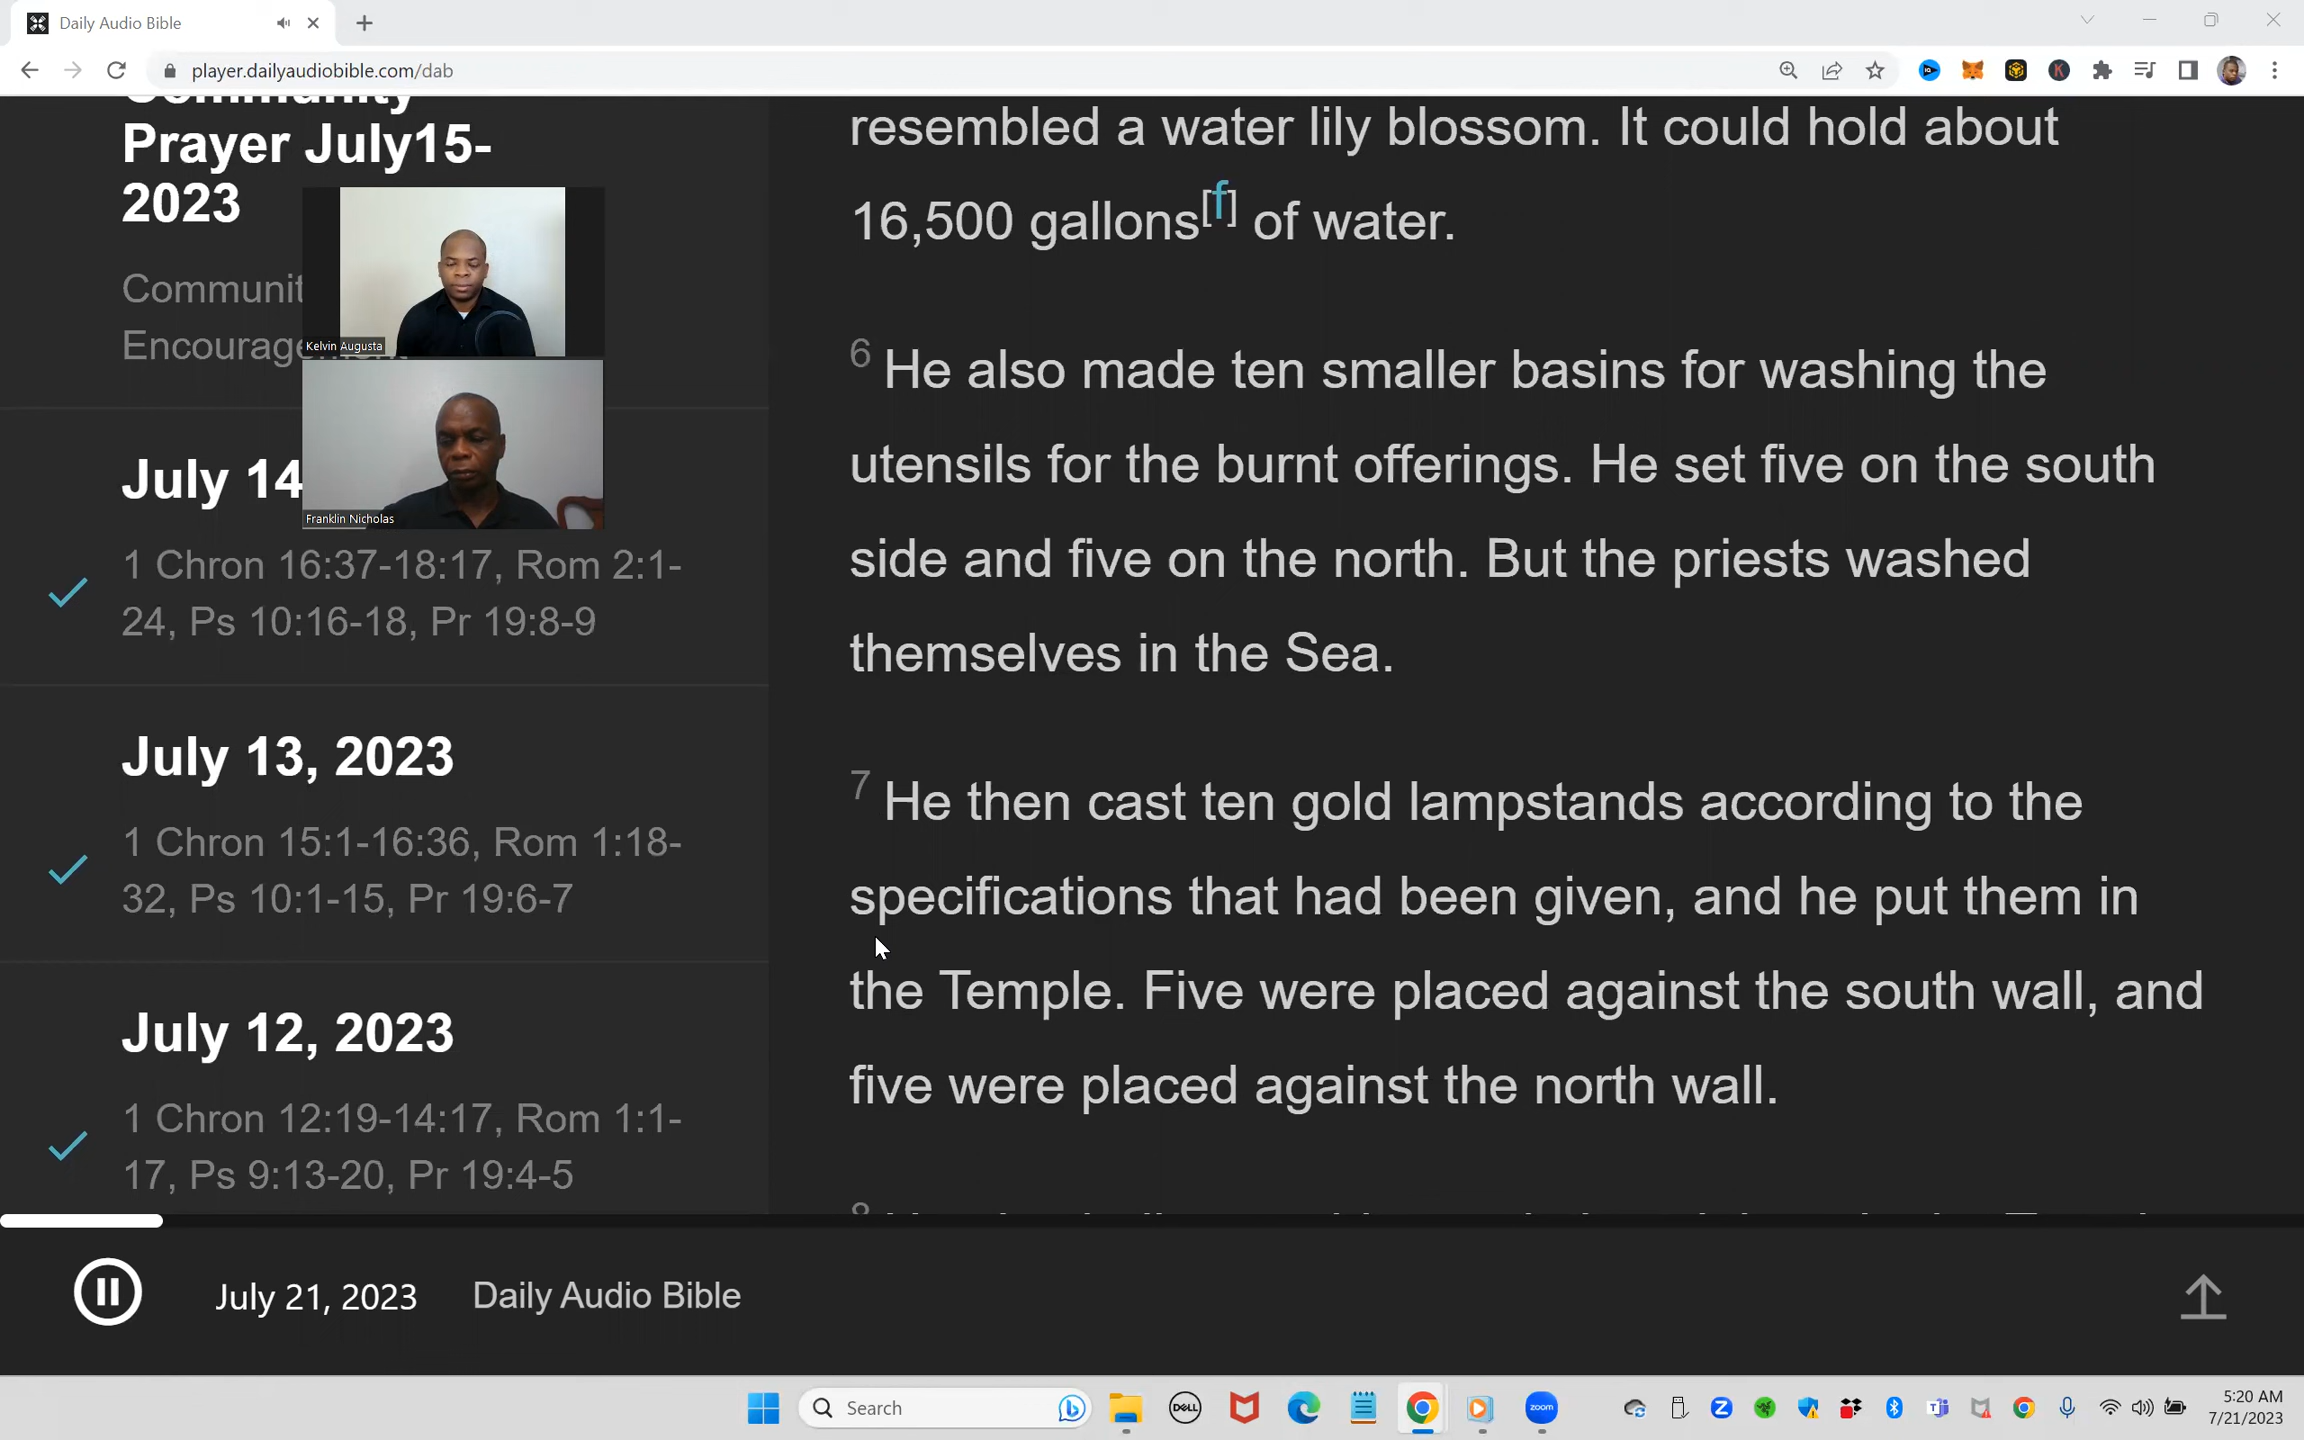 Daily Audio Bible
player.dailyaudiobible.com/dab
Community
Prayer July15-
2023
Communit
Encourage
Kelvin Augusta
Franklin Nicholas
July 14
1 Chron 16:37-18:17, Rom 2:1-
24, Ps 10:16-18, Pr 19:8-9
July 13, 2023
1 Chron 15:1-16:36, Rom 1:18-
32, Ps 10:1-15, Pr 19:6-7
July 12, 2023
1 Chron 12:19-14:17, Rom 1:1-
17, Ps 9:13-20, Pr 19:4-5
resembled a water lily blossom. It could hold about
16,500 gallons[f] of water.
6 He also made ten smaller basins for washing the
utensils for the burnt offerings. He set five on the south
side and five on the north. But the priests washed
themselves in the Sea.
7 He then cast ten gold lampstands according to the
specifications that had been given, and he put them in
the Temple. Five were placed against the south wall, and
five were placed against the north wall.
8
July 21, 2023 Daily Audio Bible
Search
DELL
zoom
5:20 AM
7/21/2023